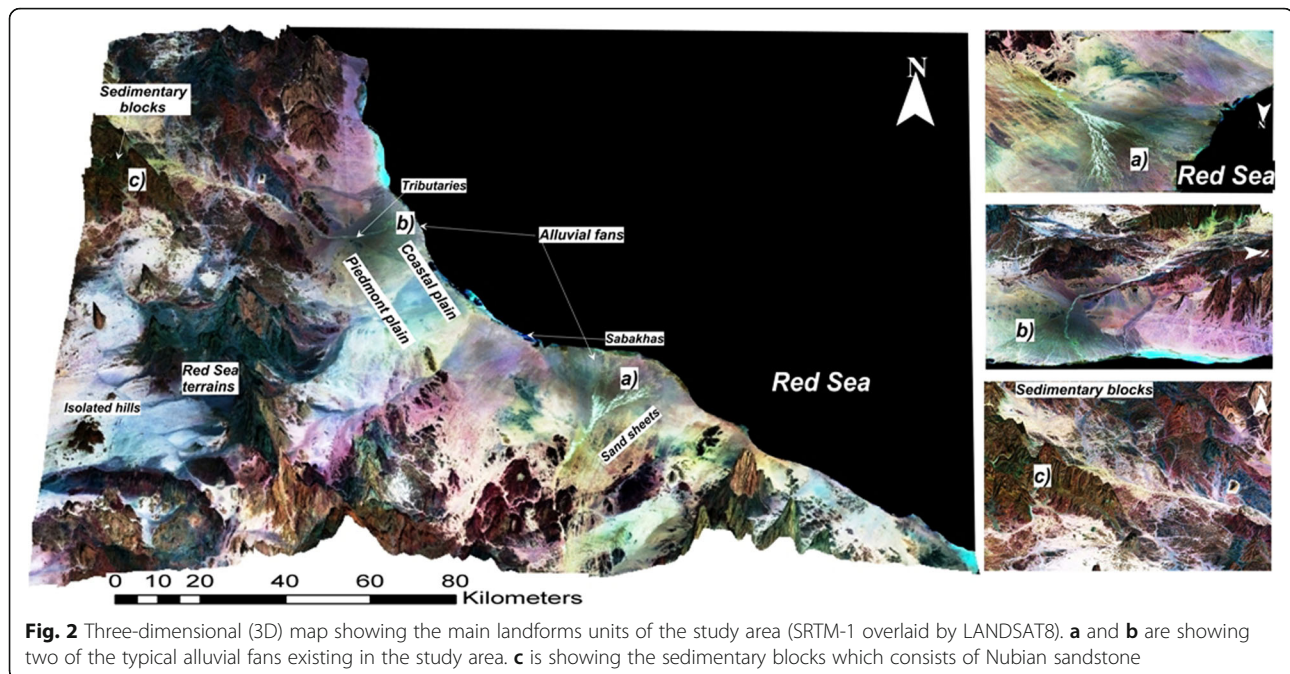 Sedimentary
blocks
c)
N
Tributaries
b)
Alluvial fans
Piedmont plain
Coastal plain
Sabakhas
Red Sea
terrains
Isolated hills
a)
Sand sheets
Red Sea
0 10 20 40 60 80
Kilometers
a)
N
Red Sea
b)
Sedimentary blocks
c)
Fig. 2 Three-dimensional (3D) map showing the main landforms units of the study area (SRTM-1 overlaid by LANDSAT8). a and b are showing
two of the typical alluvial fans existing in the study area. c is showing the sedimentary blocks which consists of Nubian sandstone